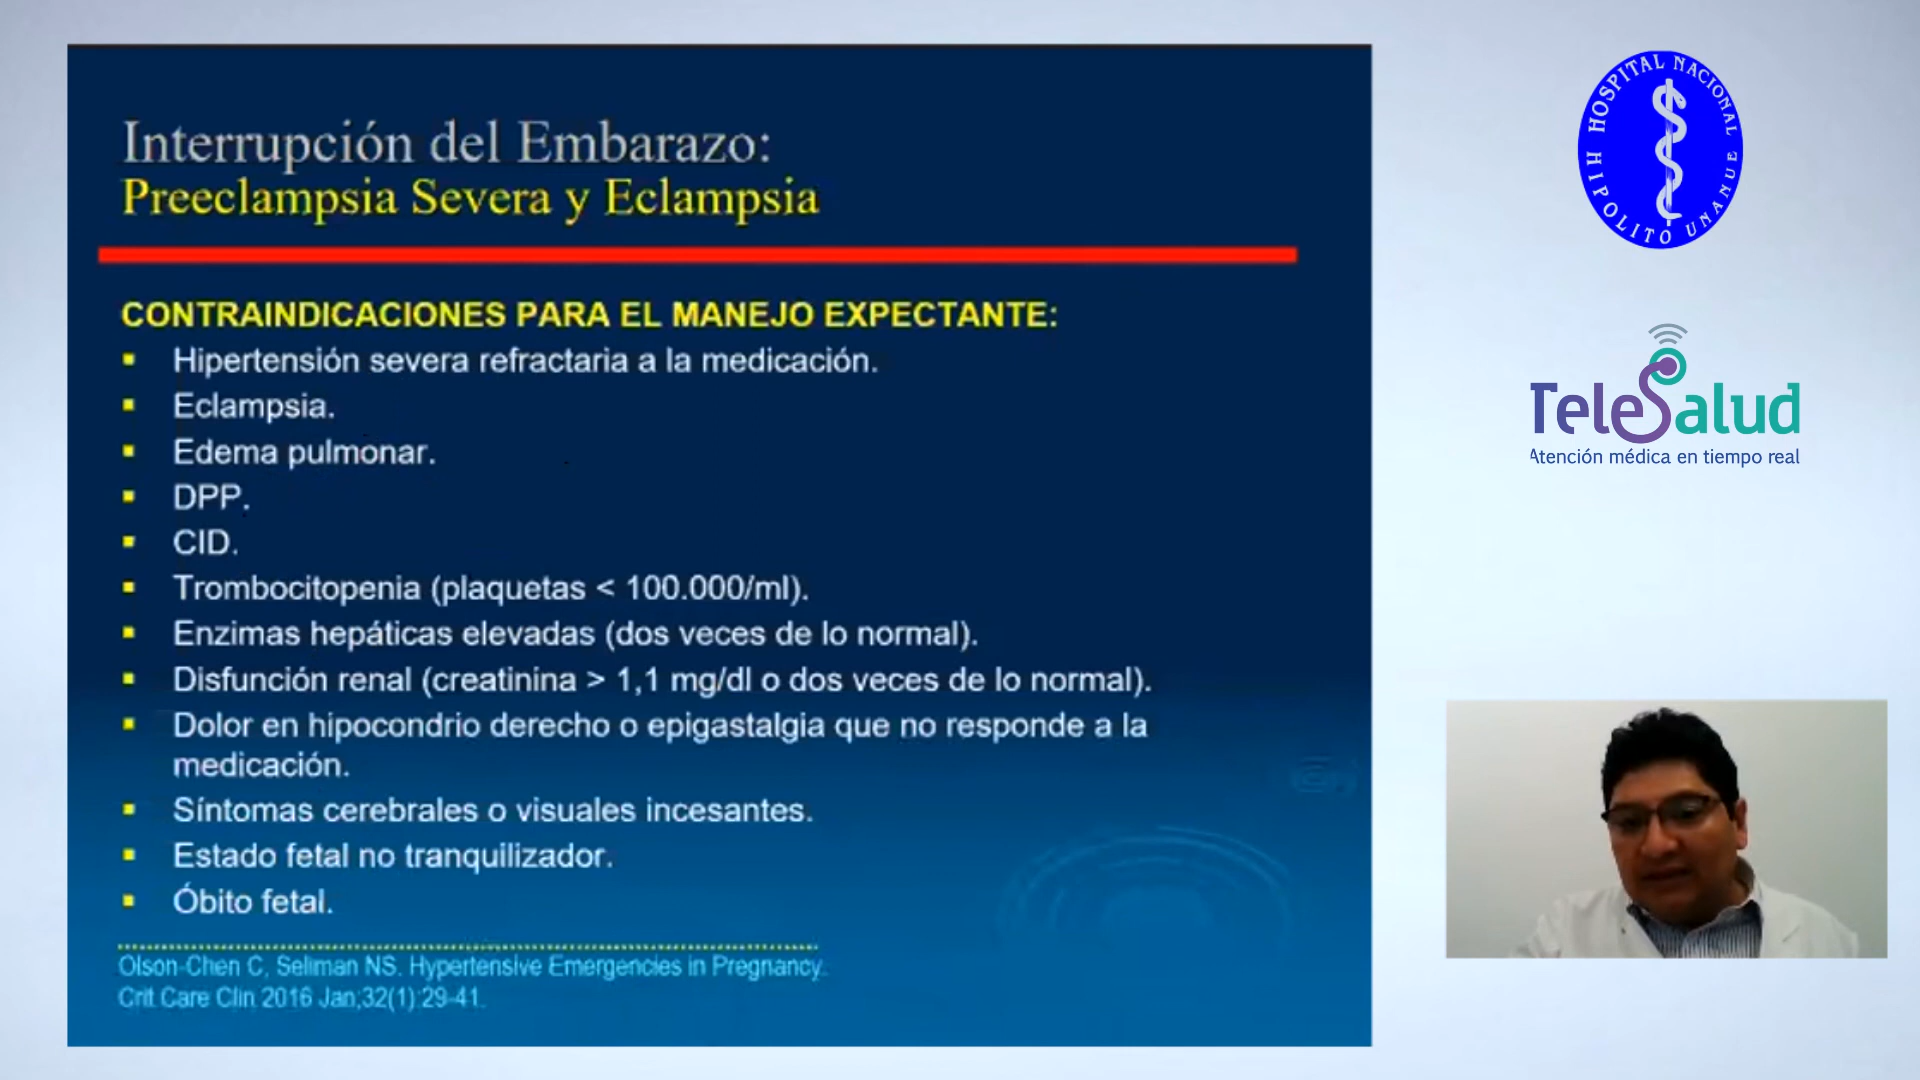 Interrupción del Embarazo:
Preeclampsia Severa y Eclampsia
CONTRAINDICACIONES PARA EL MANEJO EXPECTANTE:
Hipertensión severa refractaria a la medicación.
Eclampsia.
Edema pulmonar.
DPP.
CID.
Trombocitopenia (plaquetas < 100.000/ml).
Enzimas hepáticas elevadas (dos veces de lo normal).
Disfunción renal (creatinina > 1,1 mg/dl o dos veces de lo normal).
Dolor en hipocondrio derecho o epigastalgia que no responde a la
medicación.
Síntomas cerebrales o visuales incesantes.
Estado fetal no tranquilizador.
Óbito fetal.
Olson-Chen C, Seliman NS. Hypertensive Emergencies in Pregnancy.
Crit Care Clin 2016 Jan;32(1):29-41.
HOSPITAL NACIONAL
HIPOLITO UNANUE
TeleSalud
Atención médica en tiempo real